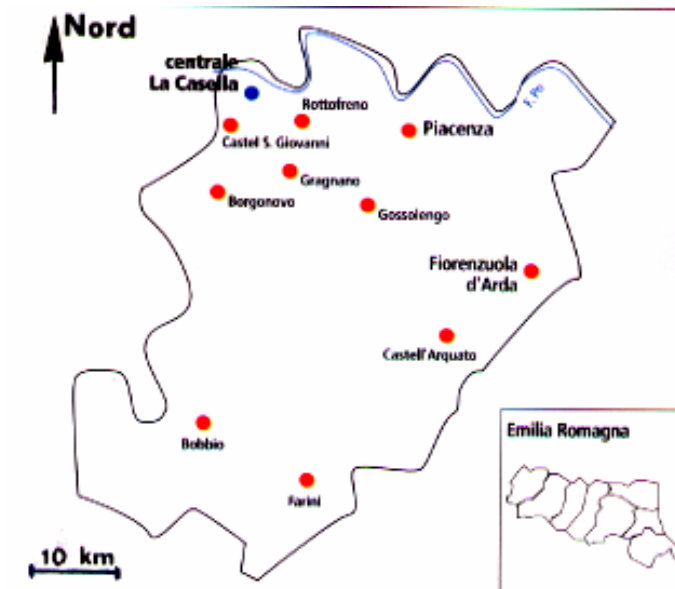 Nord
centrale
La Casella
Rottofreno
F. Po
Castel S. Giovanni
Piacenza
Gragnano
Borgonovo
Gossolengo
Fiorenzuola
d'Arda
Castell'Arquato
Bobbio
Emilia Romagna
Farini
10 km